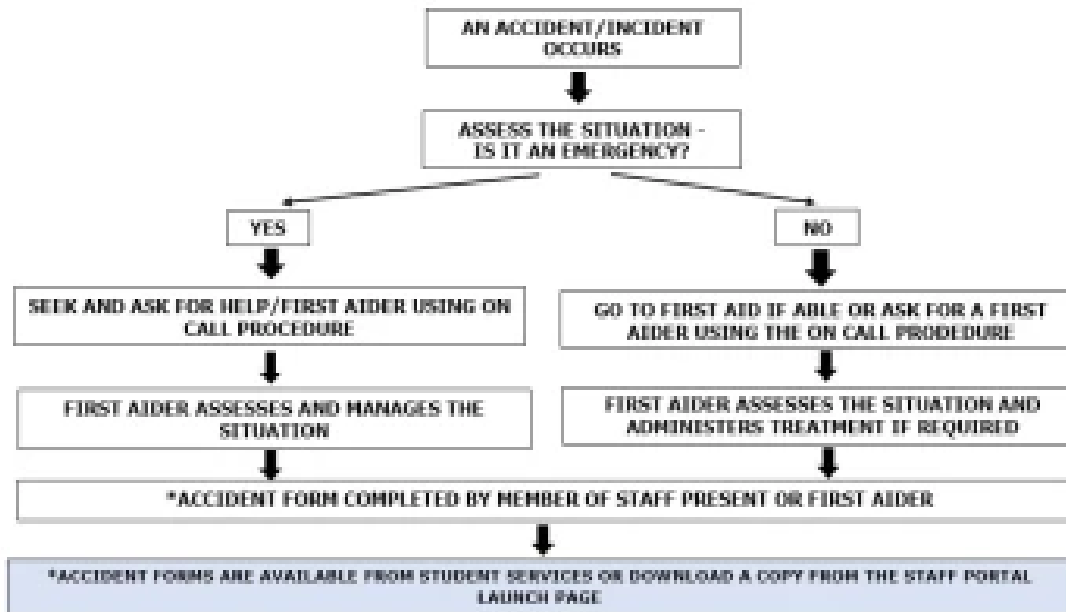 AN ACCIDENT/INCIDENT
OCCURS
ASSESS THE SITUATION -
IS IT AN EMERGENCY?
YES
NO
SEEK AND ASK FOR HELP/FIRST AIDER USING ON
CALL PROCEDURE
GO TO FIRST AID IF ABLE OR ASK FOR A FIRST
AIDER USING THE ON CALL PRODEDURE
FIRST AIDER ASSESSES AND MANAGES THE
SITUATION
FIRST AIDER ASSESSES THE SITUATION AND
ADMINISTERS TREATMENT IF REQUIRED
*ACCIDENT FORM COMPLETED BY MEMBER OF STAFF PRESENT OR FIRST AIDER
*ACCIDENT FORMS ARE AVAILABLE FROM STUDENT SERVICES OR DOWNLOAD A COPY FROM THE STAFF PORTAL
LAUNCH PAGE